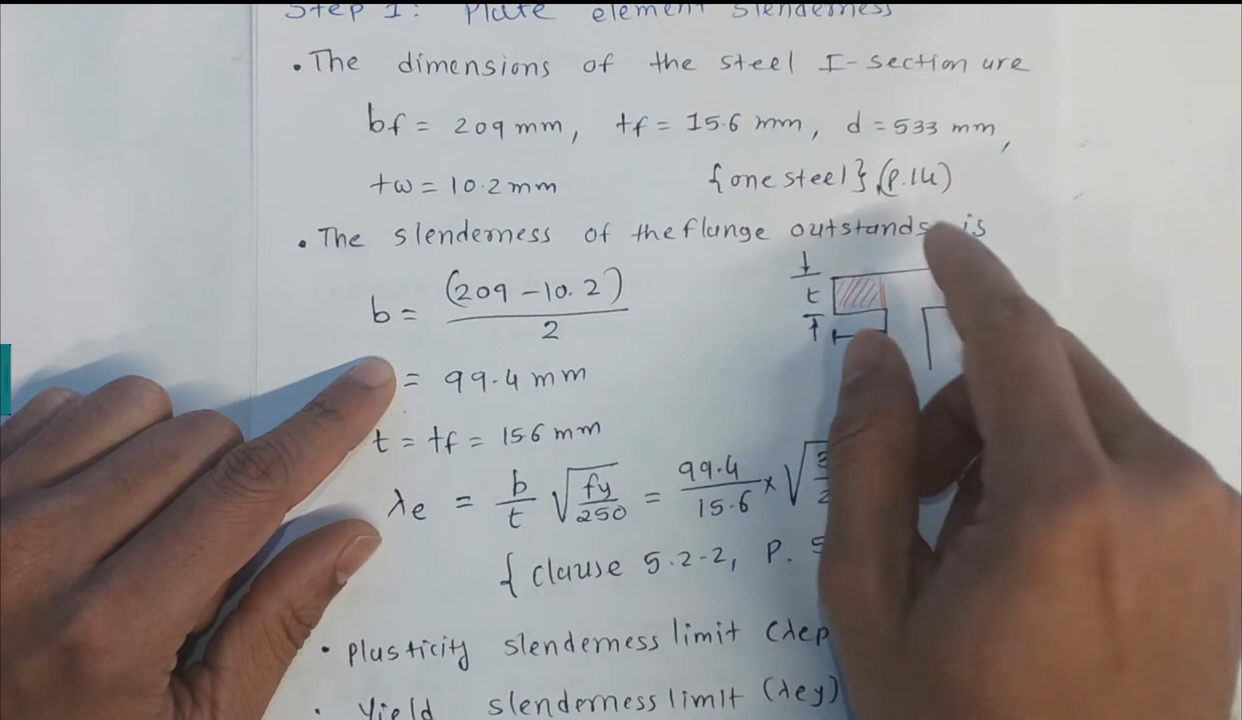 Step 1: Plate element slenderness
• The dimensions of the steel I-section are
bf = 209 mm, tf = 15.6 mm, d = 533 mm,
tw = 10.2 mm {one steel} (P.14)
• The slenderness of the flange outstands is
b = (209 - 10.2) / 2
t
= 99.4 mm
t = tf = 15.6 mm
λe = b/t √fy/250 = 99.4/15.6 × √
{ clause 5.2-2, P. 5
• Plasticity slenderness limit (λep
• Yield slenderness limit (λey)